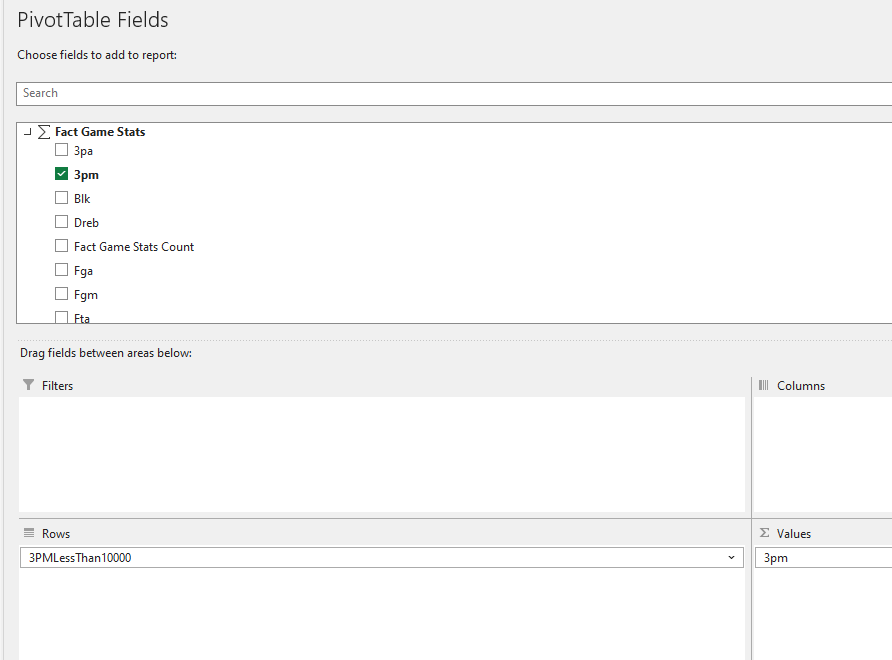 PivotTable Fields
Choose fields to add to report:
Search
Fact Game Stats
3pa
3pm
Blk
Dreb
Fact Game Stats Count
Fga
Fgm
Fta
Drag fields between areas below:
Filters
Columns
Rows
Values
3PMLessThan10000
3pm